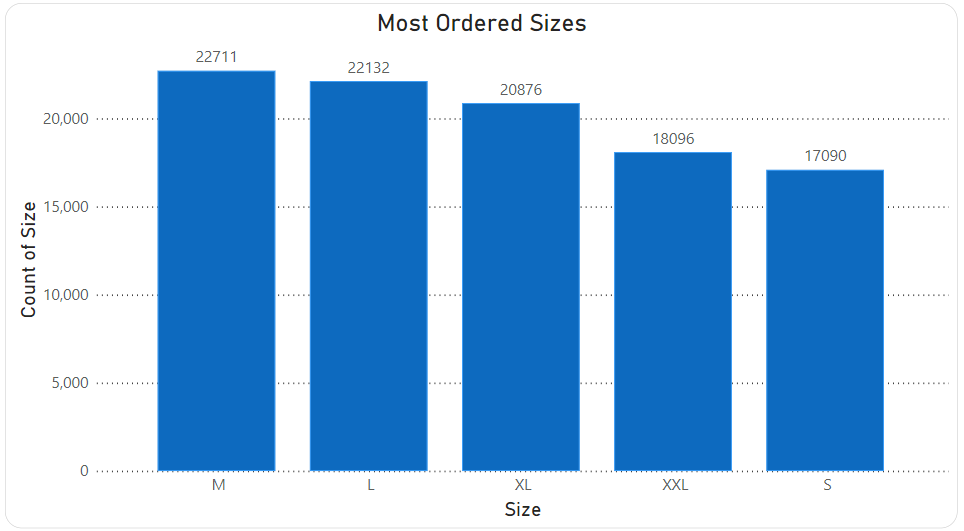 Most Ordered Sizes
22711
22132
20876
18096
17090
20,000
15,000
10,000
5,000
0
Count of Size
M L XL XXL S
Size